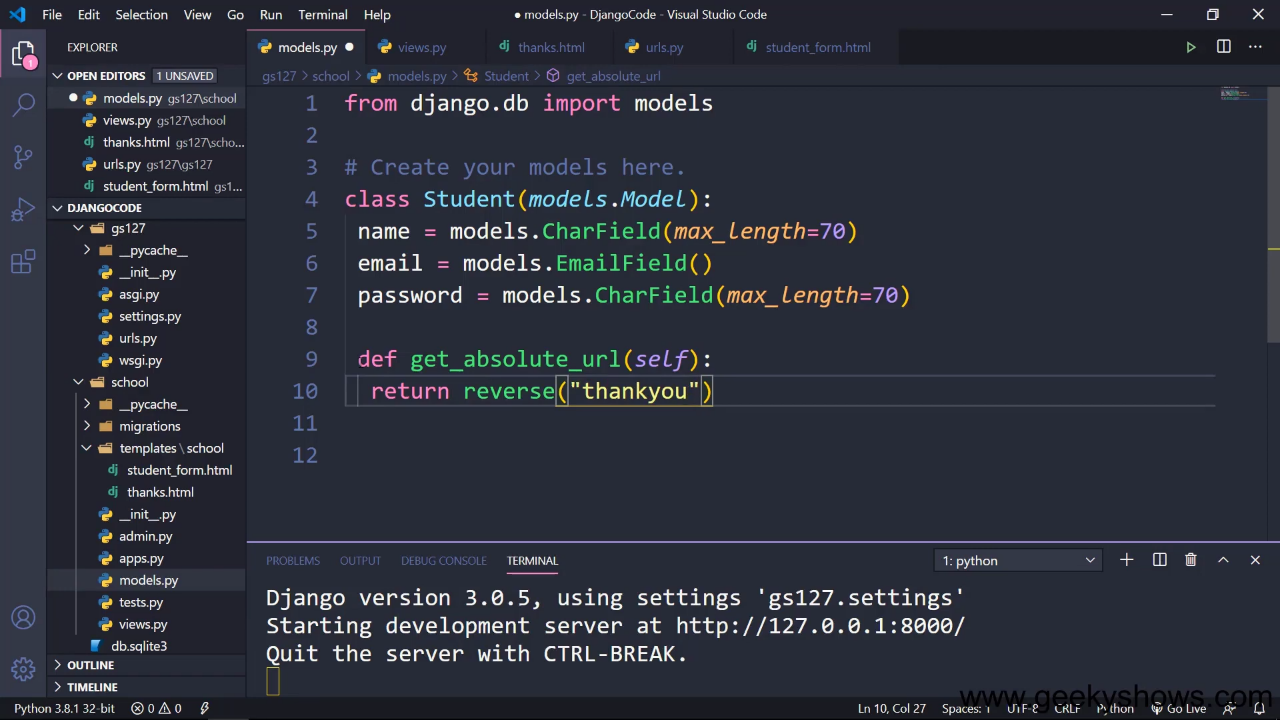 File Edit Selection View Go Run Terminal Help
● models.py - DjangoCode - Visual Studio Code
EXPLORER
OPEN EDITORS 1 UNSAVED
models.py gs127\school
views.py gs127\school
thanks.html gs127\scho...
urls.py gs127\gs127
student_form.html gs1...
DJANGOCODE
gs127
__pycache__
__init__.py
asgi.py
settings.py
urls.py
wsgi.py
school
__pycache__
migrations
templates \ school
student_form.html
thanks.html
__init__.py
admin.py
apps.py
models.py
tests.py
views.py
db.sqlite3
OUTLINE
TIMELINE
models.py views.py thanks.html urls.py student_form.html
gs127 > school > models.py > Student > get_absolute_url
1 from django.db import models
2
3 # Create your models here.
4 class Student(models.Model):
5 name = models.CharField(max_length=70)
6 email = models.EmailField()
7 password = models.CharField(max_length=70)
8
9 def get_absolute_url(self):
10 return reverse("thankyou")
11
12
PROBLEMS OUTPUT DEBUG CONSOLE TERMINAL 1: python
Django version 3.0.5, using settings 'gs127.settings'
Starting development server at http://127.0.0.1:8000/
Quit the server with CTRL-BREAK.
www.geekyshows.com
Python 3.8.1 32-bit 0 0 Ln 10, Col 27 Spaces: 1 UTF-8 CRLF Python Go Live
1